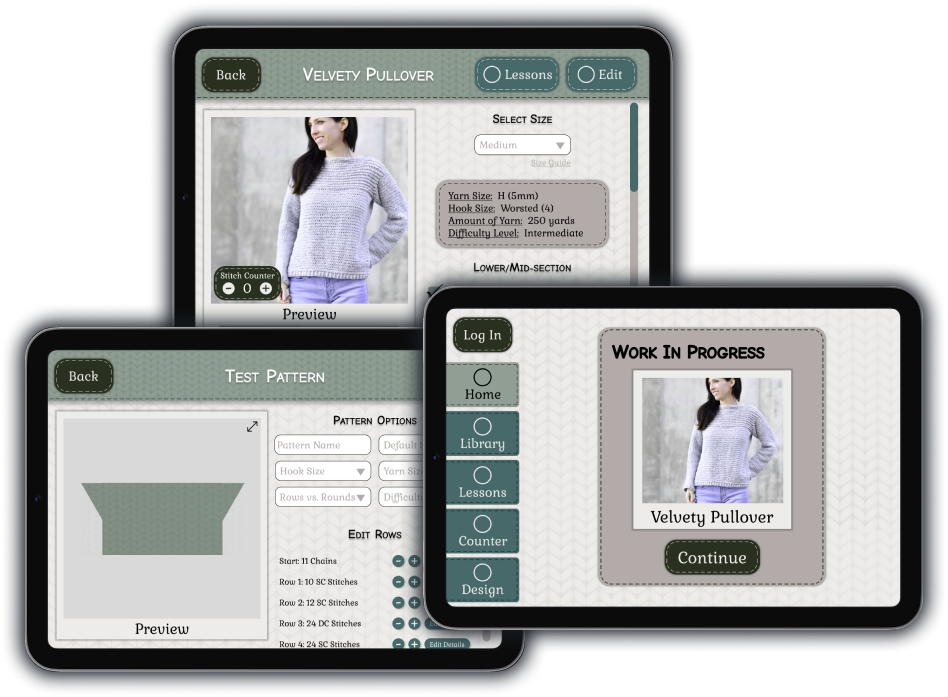 Back
Velvety Pullover
Lessons
Edit
Select Size
Medium
Size Guide
Yarn Size: H (5mm)
Hook Size: Worsted (4)
Amount of Yarn: 250 yards
Difficulty Level: Intermediate
Lower/Mid-section
Stitch Counter
0
Preview
Back
Test Pattern
Pattern Options
Pattern Name
Default
Hook Size
Yarn Siz
Rows vs. Rounds
Difficult
Edit Rows
Start: 11 Chains
Row 1: 10 SC Stitches
Row 2: 12 SC Stitches
Row 3: 24 DC Stitches
Row 4: 24 SC Stitches
Edit Details
Preview
Log In
Home
Library
Lessons
Counter
Design
Work In Progress
Velvety Pullover
Continue